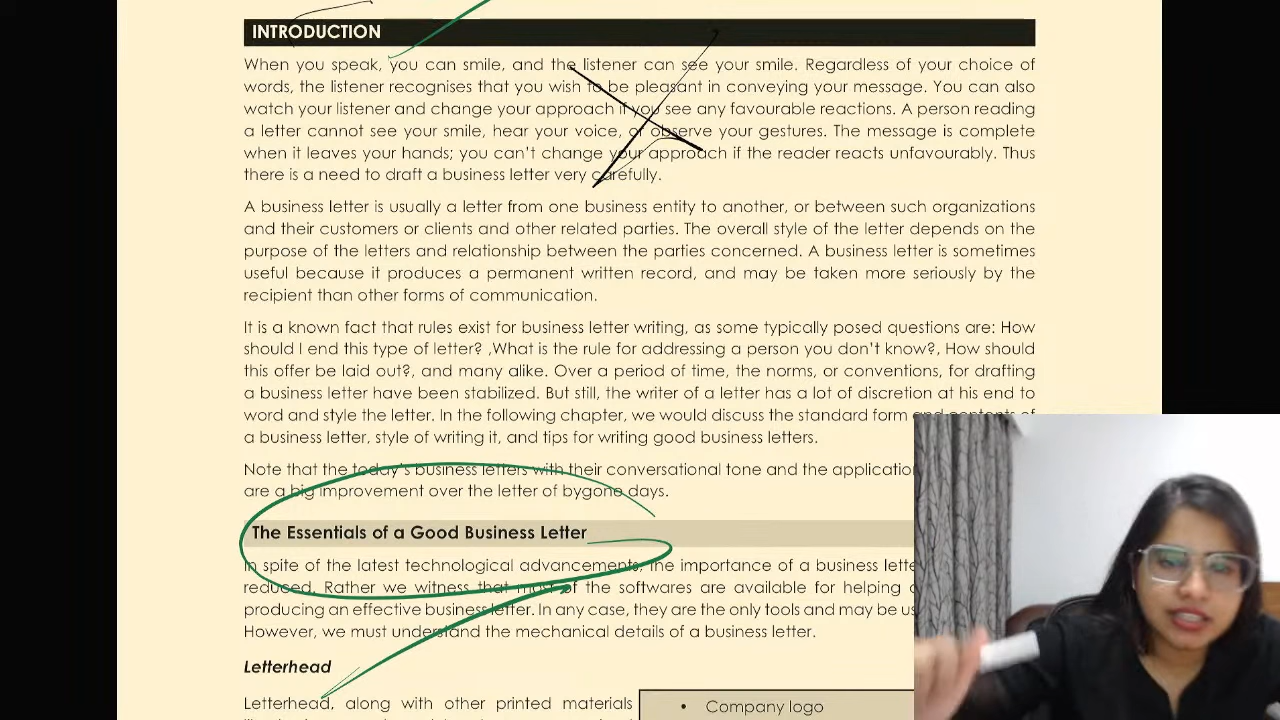 INTRODUCTION
When you speak, you can smile, and the listener can see your smile. Regardless of your choice of
words, the listener recognises that you wish to be pleasant in conveying your message. You can also
watch your listener and change your approach if you see any favourable reactions. A person reading
a letter cannot see your smile, hear your voice, or observe your gestures. The message is complete
when it leaves your hands; you can't change your approach if the reader reacts unfavourably. Thus
there is a need to draft a business letter very carefully.
A business letter is usually a letter from one business entity to another, or between such organizations
and their customers or clients and other related parties. The overall style of the letter depends on the
purpose of the letters and relationship between the parties concerned. A business letter is sometimes
useful because it produces a permanent written record, and may be taken more seriously by the
recipient than other forms of communication.
It is a known fact that rules exist for business letter writing, as some typically posed questions are: How
should I end this type of letter? ,What is the rule for addressing a person you don't know?, How should
this offer be laid out?, and many alike. Over a period of time, the norms, or conventions, for drafting
a business letter have been stabilized. But still, the writer of a letter has a lot of discretion at his end to
word and style the letter. In the following chapter, we would discuss the standard form and contents of
a business letter, style of writing it, and tips for writing good business letters.
Note that the today's business letters with their conversational tone and the application
are a big improvement over the letter of bygone days.
The Essentials of a Good Business Letter
In spite of the latest technological advancements, the importance of a business
reduced. Rather we witness that most of the softwares are available for helping
producing an effective business letter. In any case, they are the only tools and may be
However, we must understand the mechanical details of a business letter.
Letterhead
Letterhead, along with other printed materials
• Company logo